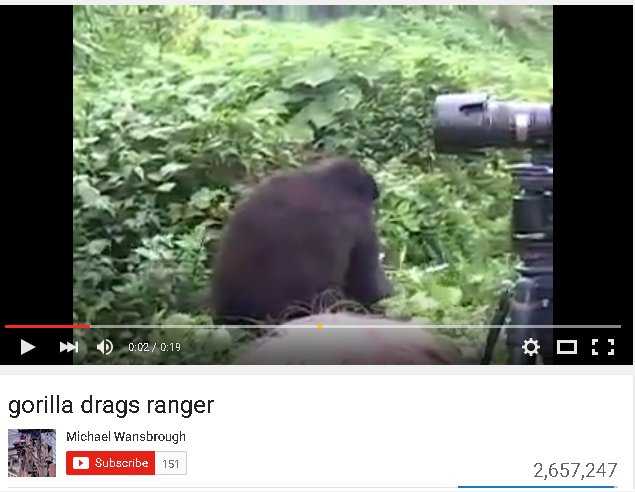 0:02 / 0:19
gorilla drags ranger
Michael Wansbrough
Subscribe 151
2,657,247